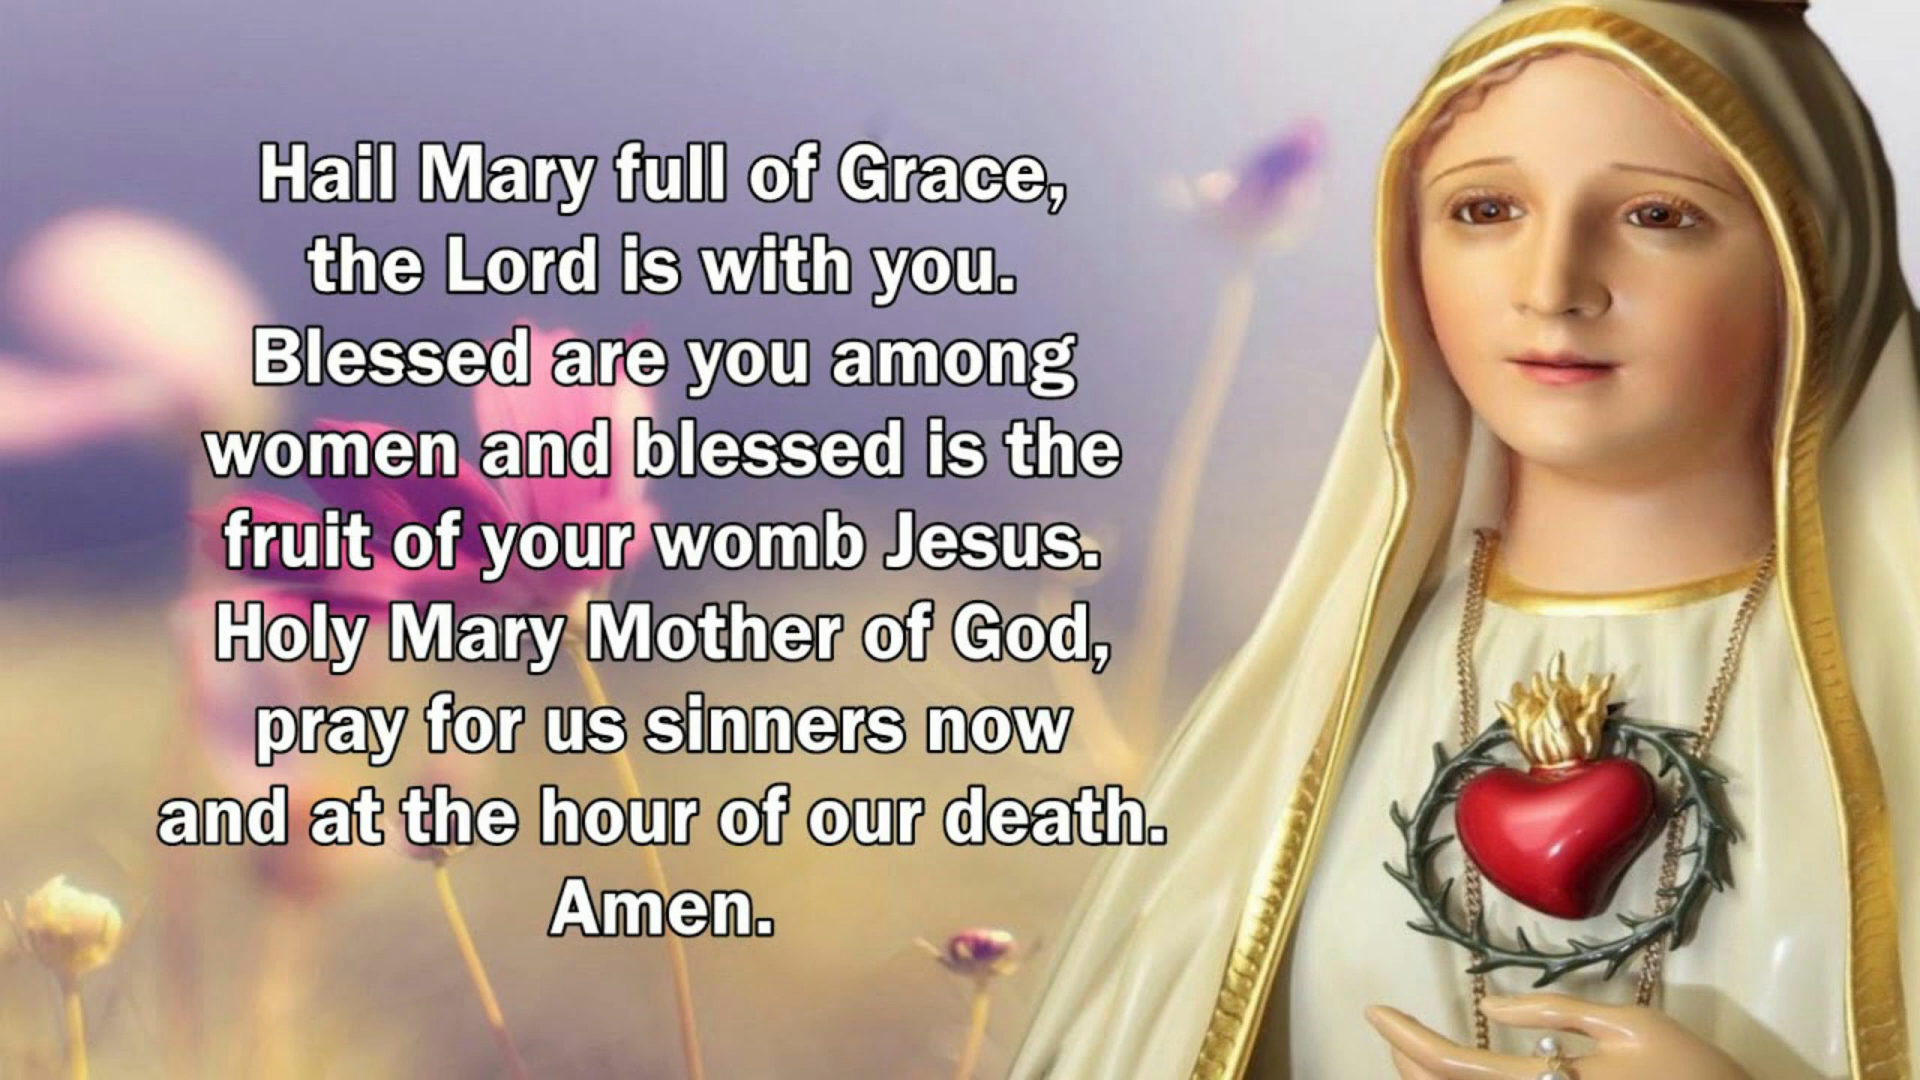 Hail Mary full of Grace,
the Lord is with you.
Blessed are you among
women and blessed is the
fruit of your womb Jesus.
Holy Mary Mother of God,
pray for us sinners now
and at the hour of our death.
Amen.